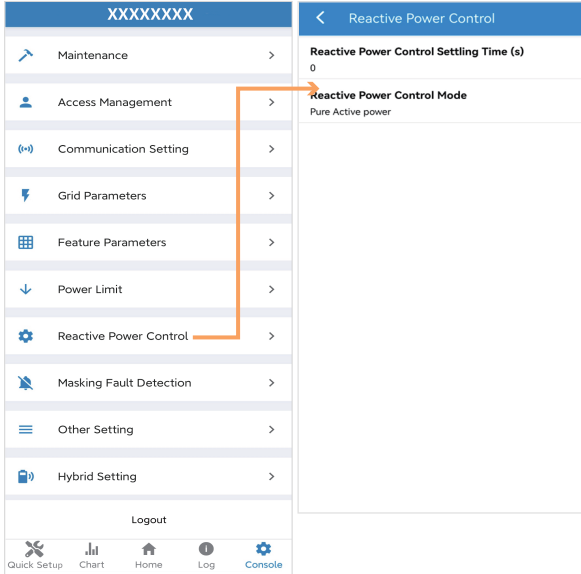 XXXXXXXX
Maintenance
Access Management
Communication Setting
Grid Parameters
Feature Parameters
Power Limit
Reactive Power Control
Masking Fault Detection
Other Setting
Hybrid Setting
Logout
Quick Setup
Chart
Home
Log
Console
Reactive Power Control
Reactive Power Control Settling Time (s)
0
Reactive Power Control Mode
Pure Active power